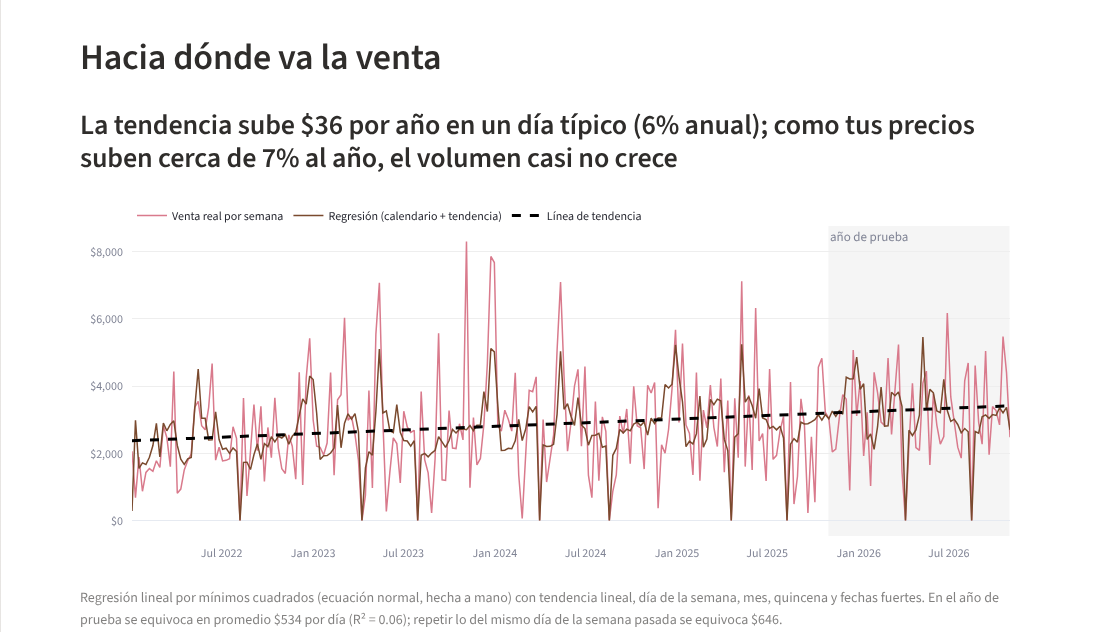 Hacia dónde va la venta
La tendencia sube $36 por año en un día típico (6% anual); como tus precios
suben cerca de 7% al año, el volumen casi no crece
Venta real por semana
Regresión (calendario + tendencia)
Línea de tendencia
año de prueba
$8,000
$6,000
$4,000
$2,000
$0
Jul 2022
Jan 2023
Jul 2023
Jan 2024
Jul 2024
Jan 2025
Jul 2025
Jan 2026
Jul 2026
Regresión lineal por mínimos cuadrados (ecuación normal, hecha a mano) con tendencia lineal, día de la semana, mes, quincena y fechas fuertes. En el año de
prueba se equivoca en promedio $534 por día (R² = 0.06); repetir lo del mismo día de la semana pasada se equivoca $646.